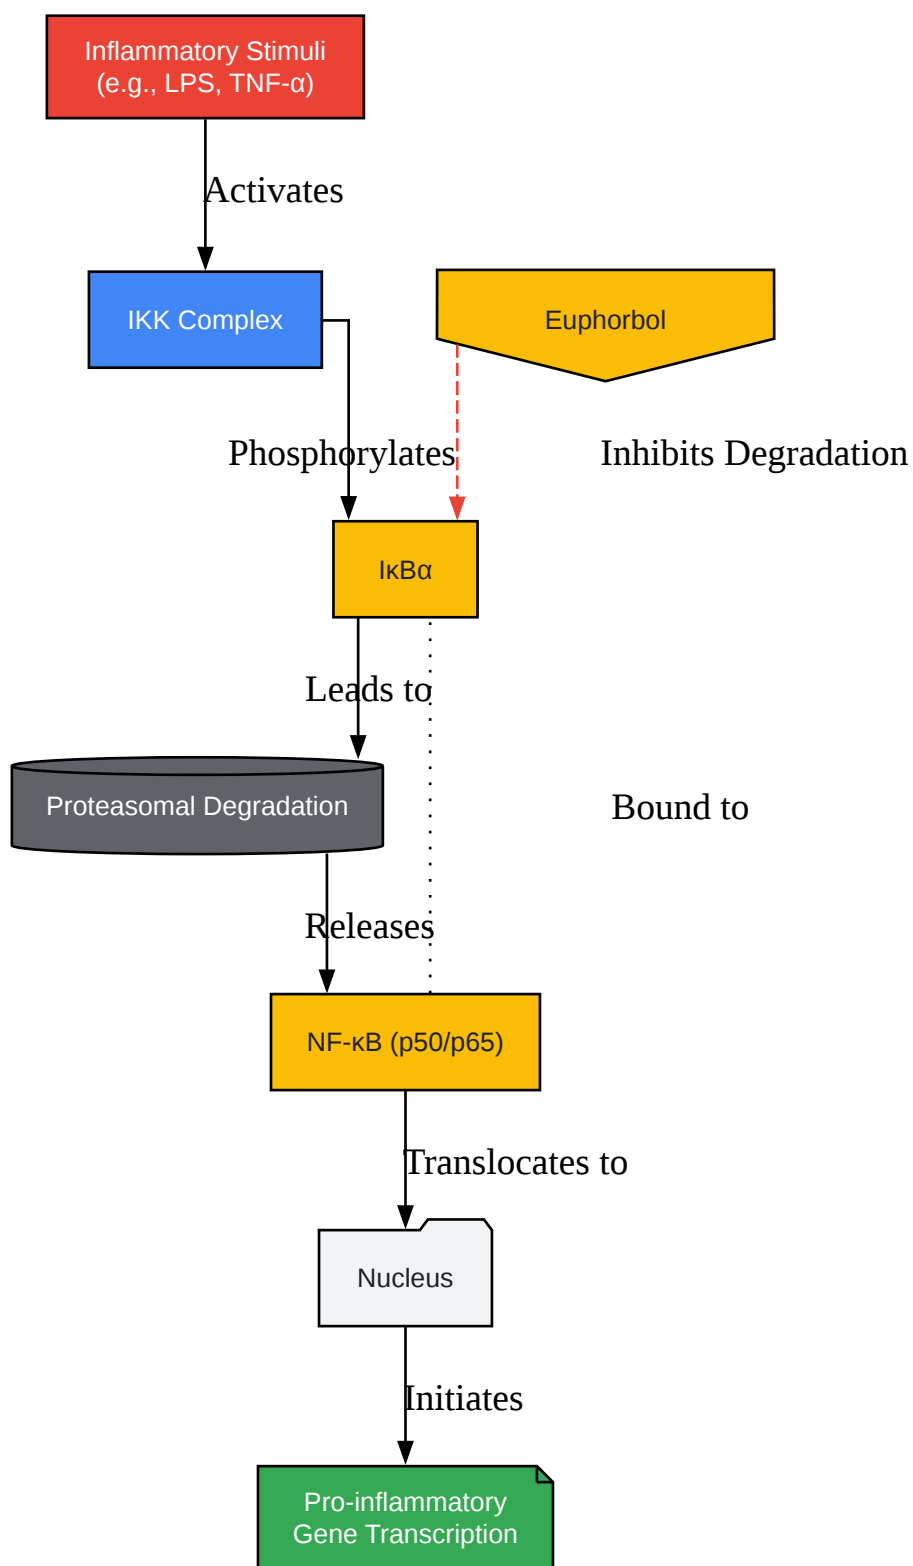 Inflammatory Stimuli
(e.g., LPS, TNF-α)
Activates
IKK Complex
Euphorbol
Phosphorylates
Inhibits Degradation
IκBα
Leads to
Proteasomal Degradation
Bound to
Releases
NF-κB (p50/p65)
Translocates to
Nucleus
Initiates
Pro-inflammatory
Gene Transcription